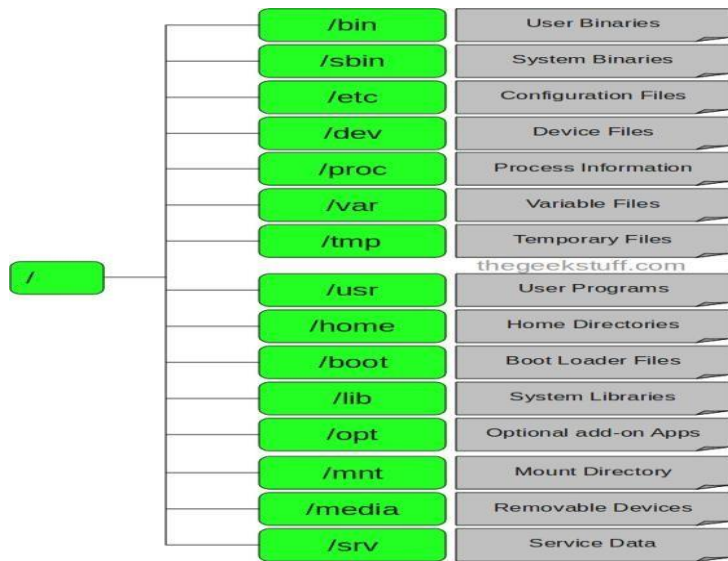 /bin User Binaries
/sbin System Binaries
/etc Configuration Files
/dev Device Files
/proc Process Information
/var Variable Files
/tmp Temporary Files
thegeekstuff.com
/
/usr User Programs
/home Home Directories
/boot Boot Loader Files
/lib System Libraries
/opt Optional add-on Apps
/mnt Mount Directory
/media Removable Devices
/srv Service Data